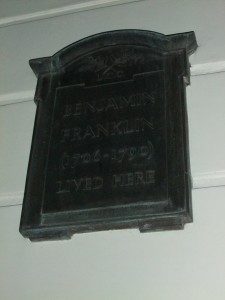 BENJAMIN
FRANKLIN
(1706-1790)
LIVED HERE